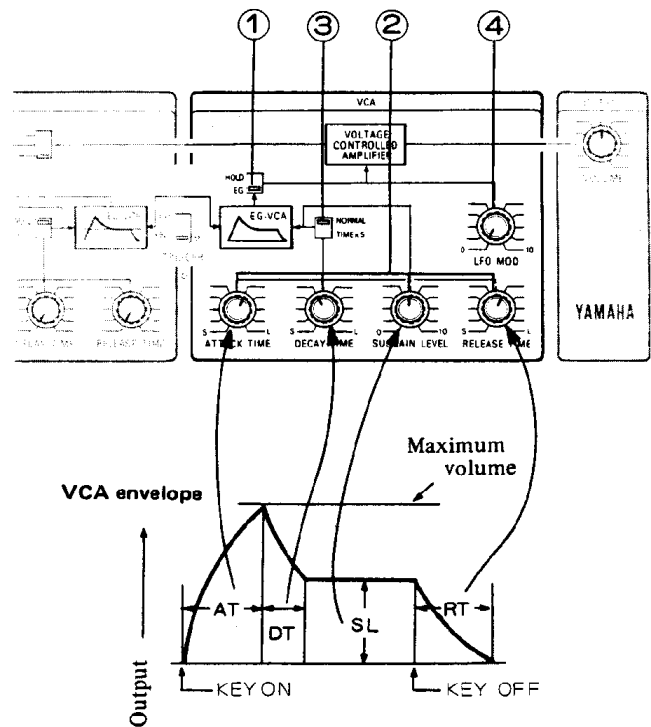 ① ③ ② ④
VCA
VOLTAGE
CONTROLLED
AMPLIFIER
HOLD
EG
EG-VCA
NORMAL
TIME×5
0 10
LFO MOD
VOLUME
YAMAHA
S L S L 0 10 S L
RELEASE TIME ATTACK TIME DECAY TIME SUSTAIN LEVEL RELEASE TIME
Maximum
volume
VCA envelope
AT
DT
SL
RT
Output
KEY ON KEY OFF